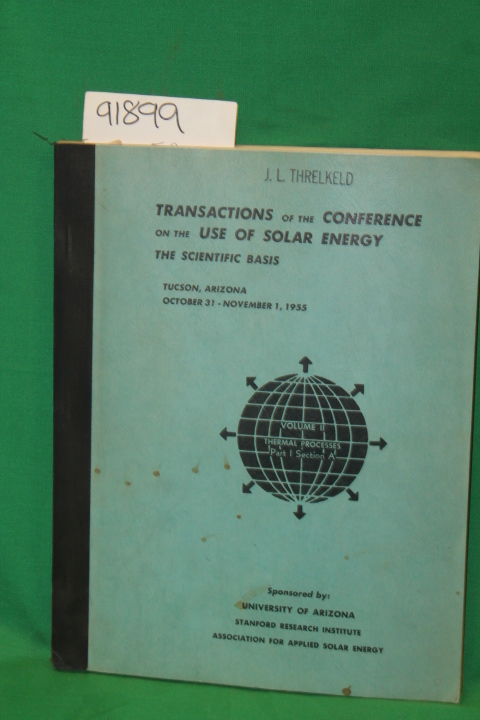 91899
J. L. THRELKELD
TRANSACTIONS OF THE CONFERENCE
ON THE USE OF SOLAR ENERGY
THE SCIENTIFIC BASIS
TUCSON, ARIZONA
OCTOBER 31 - NOVEMBER 1, 1955
VOLUME II
THERMAL PROCESSES
Part I Section A
Sponsored by:
UNIVERSITY OF ARIZONA
STANFORD RESEARCH INSTITUTE
ASSOCIATION FOR APPLIED SOLAR ENERGY